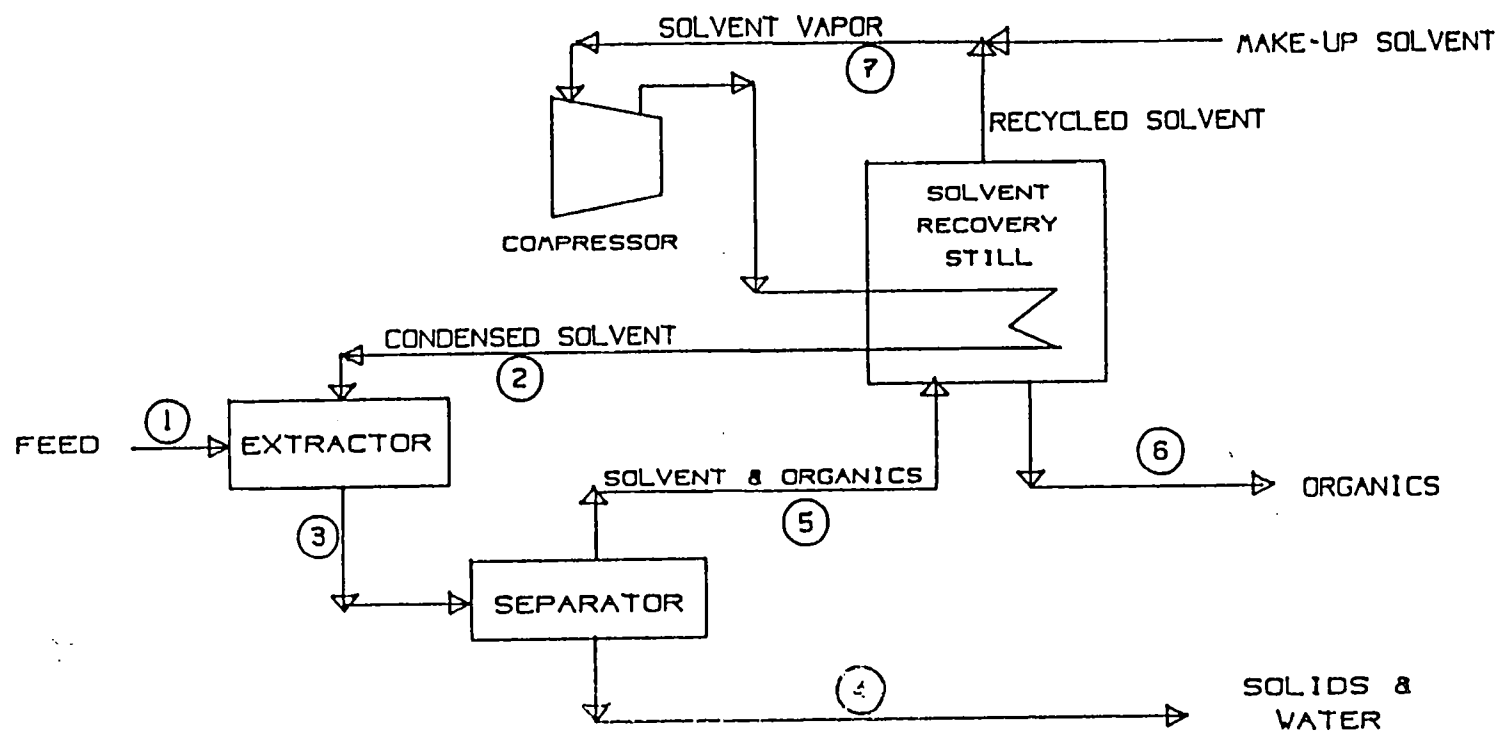 SOLVENT VAPOR
MAKE-UP SOLVENT
7
RECYCLED SOLVENT
SOLVENT
RECOVERY
STILL
COMPRESSOR
CONDENSED SOLVENT
2
1
FEED
EXTRACTOR
6
SOLVENT & ORGANICS
ORGANICS
5
3
SEPARATOR
4
SOLIDS &
WATER